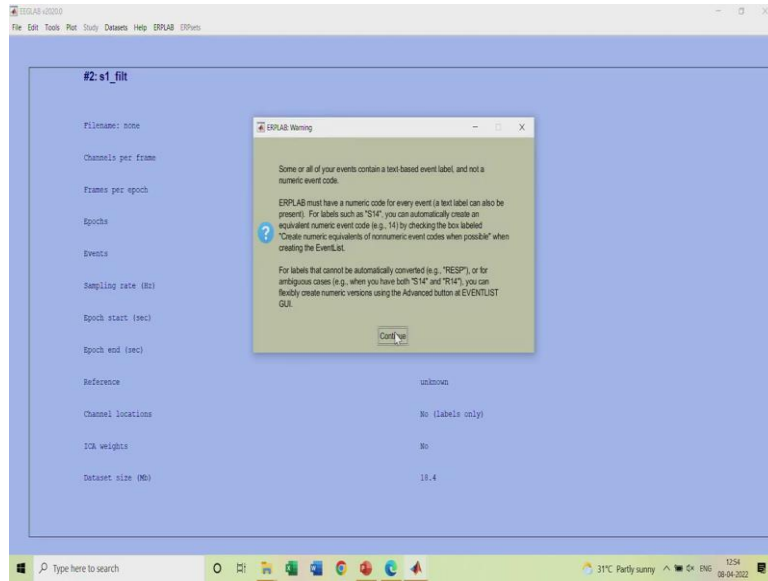 EEGLAB v2020.0
File Edit Tools Plot Study Datasets Help ERPLAB ERPsets
#2: s1_filt
Filename: none
Channels per frame
Frames per epoch
Epochs
Events
Sampling rate (Hz)
Epoch start (sec)
Epoch end (sec)
Reference unknown
Channel locations No (labels only)
ICA weights No
Dataset size (Mb) 18.4
ERPLAB: Warning
Some or all of your events contain a text-based event label, and not a
numeric event code.
ERPLAB must have a numeric code for every event (a text label can also be
present). For labels such as "S14", you can automatically create an
equivalent numeric event code (e.g., 14) by checking the box labeled
"Create numeric equivalents of nonnumeric event codes when possible" when
creating the EventList.
For labels that cannot be automatically converted (e.g., "RESP"), or for
ambiguous cases (e.g., when you have both "S14" and "R14"), you can
flexibly create numeric versions using the Advanced button at EVENTLIST
GUI.
Continue
Type here to search
31°C Partly sunny
ENG
12:54
08-04-2022